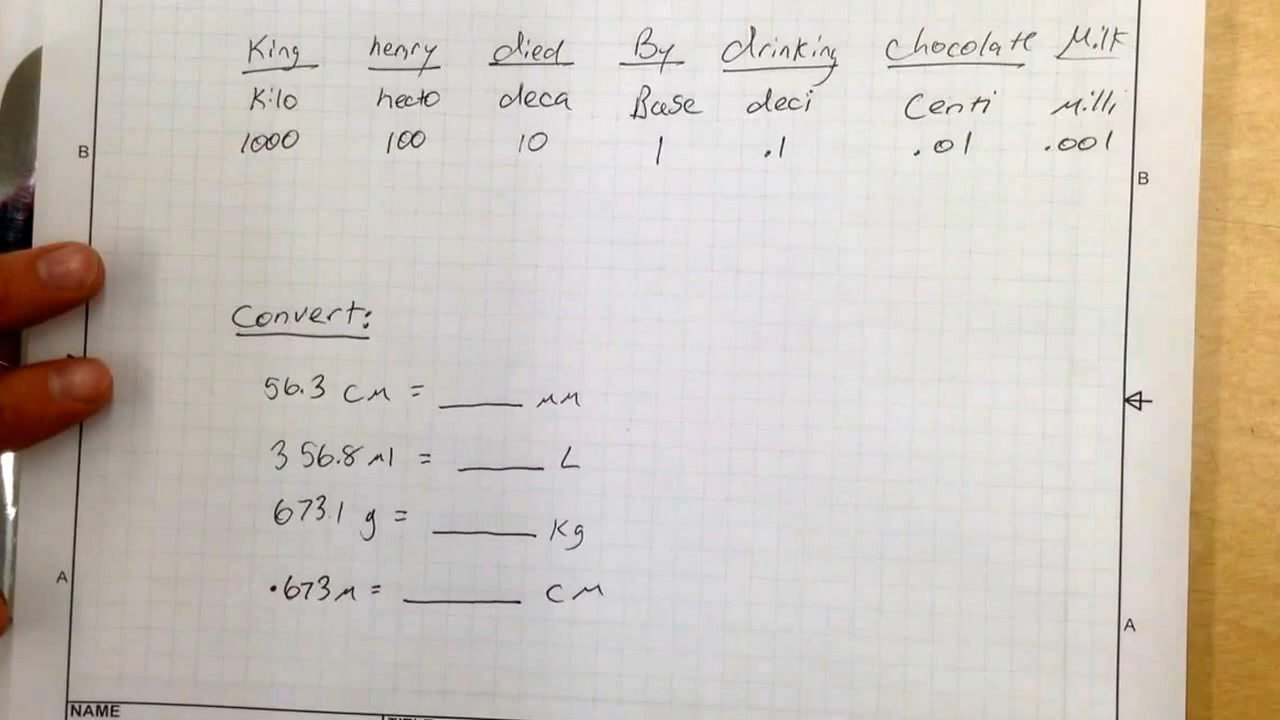 King henry died By drinking chocolate Milk
Kilo hecto deca Base deci Centi Milli
1000 100 10 1 .1 .01 .001
B
B
Convert:
56.3 cm = ____ mm
356.8 ml = ____ L
673.1 g = ____ Kg
.673m = ____ cm
A
A
NAME